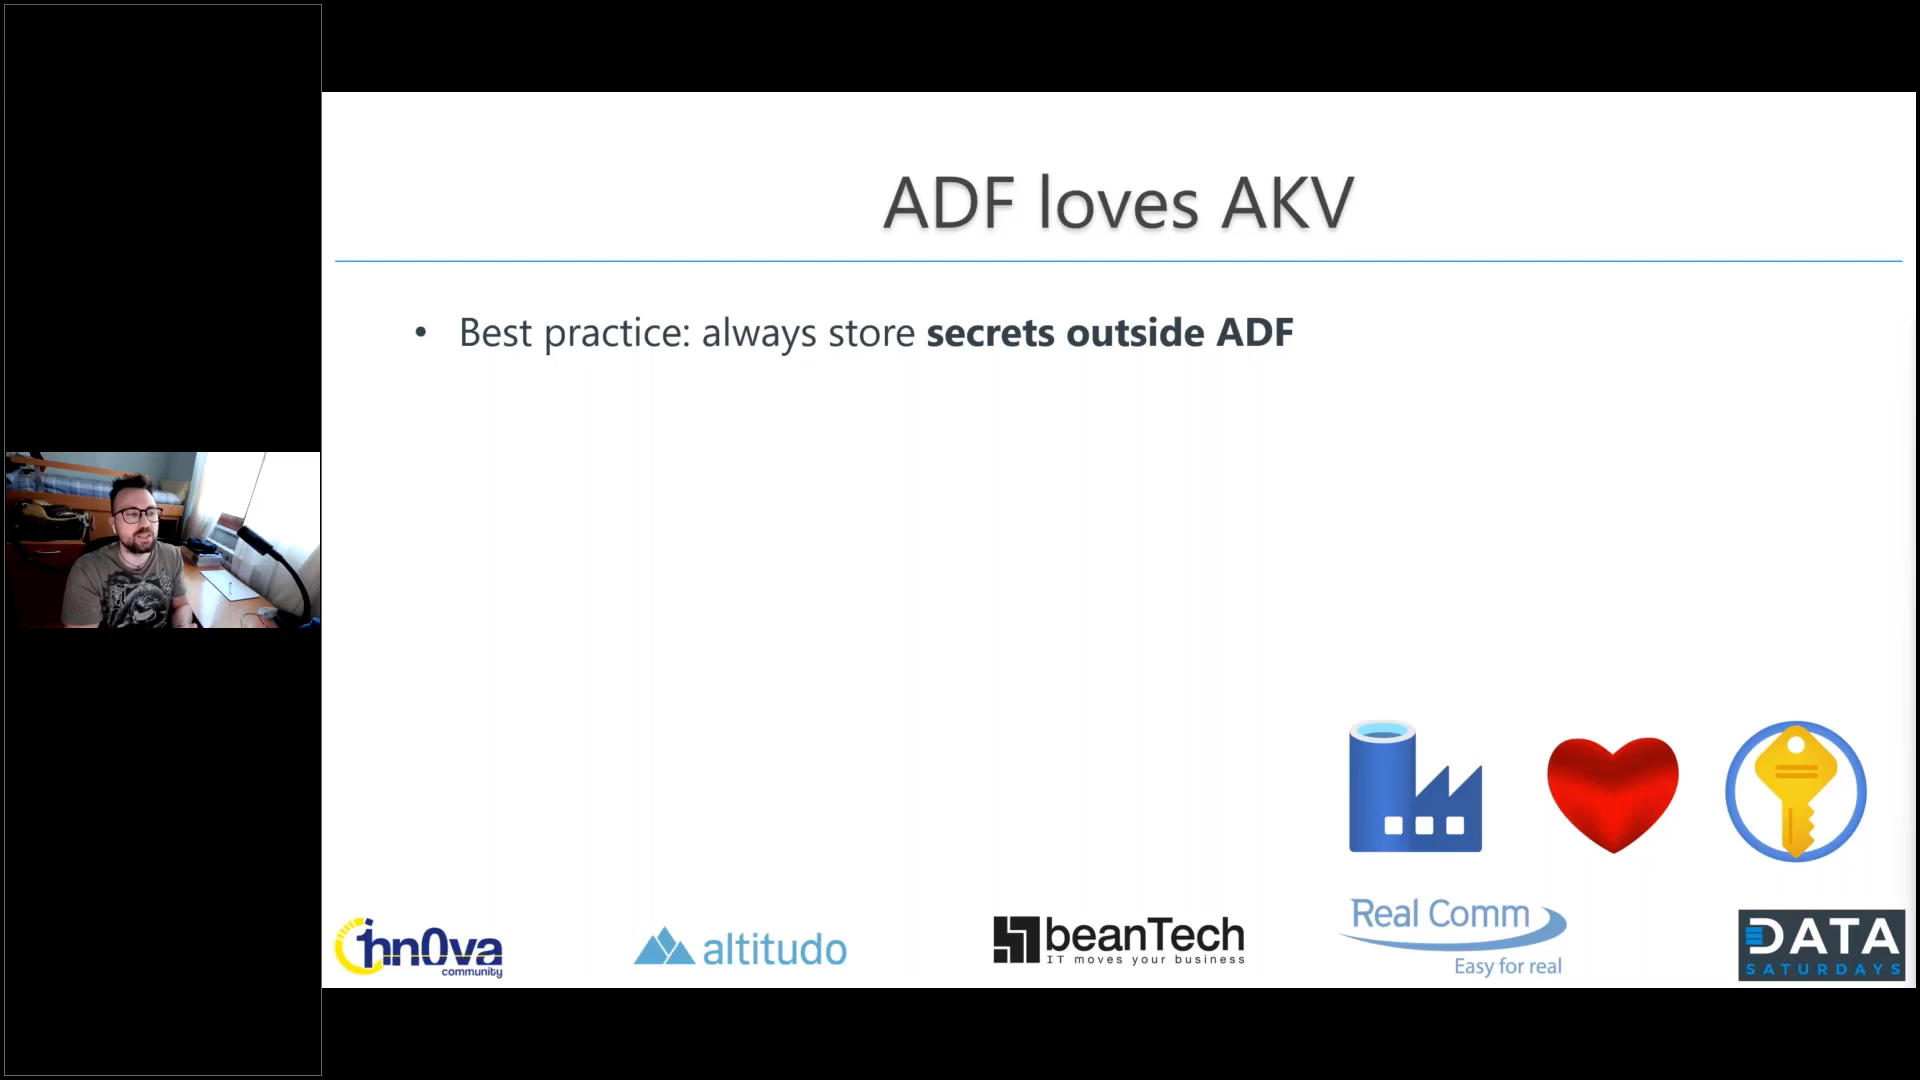 ADF loves AKV
• Best practice: always store secrets outside ADF
1nn0va
community
altitudo
beanTech
IT moves your business
Real Comm
Easy for real
DATA
SATURDAYS